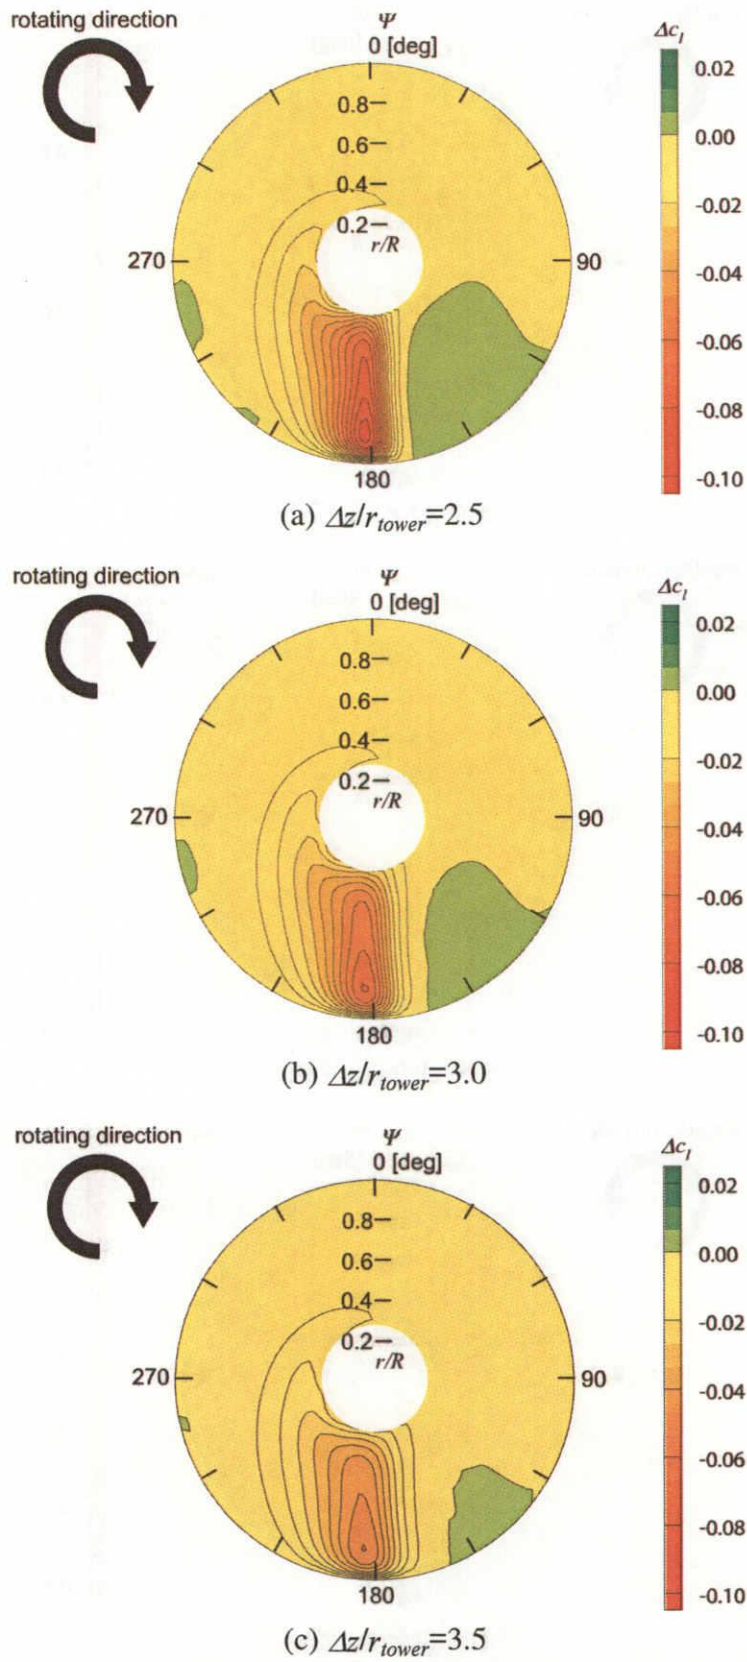 rotating direction
Ψ
0 [deg]
Δc_l
0.8
0.6
0.4
0.2
r/R
270
90
180
0.02
0.00
-0.02
-0.04
-0.06
-0.08
-0.10
(a) Δz/r_tower=2.5
rotating direction
Ψ
0 [deg]
Δc_l
0.8
0.6
0.4
0.2
r/R
270
90
180
0.02
0.00
-0.02
-0.04
-0.06
-0.08
-0.10
(b) Δz/r_tower=3.0
rotating direction
Ψ
0 [deg]
Δc_l
0.8
0.6
0.4
0.2
r/R
270
90
180
0.02
0.00
-0.02
-0.04
-0.06
-0.08
-0.10
(c) Δz/r_tower=3.5